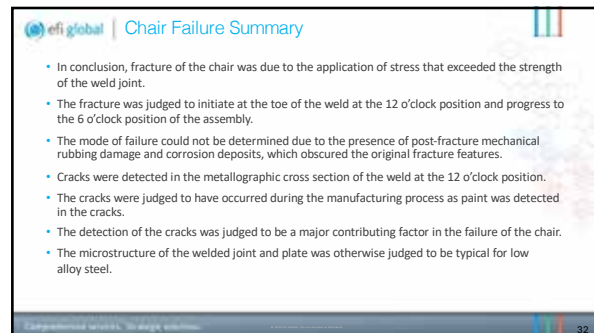 efi global | Chair Failure Summary
• In conclusion, fracture of the chair was due to the application of stress that exceeded the strength
of the weld joint.
• The fracture was judged to initiate at the toe of the weld at the 12 o’clock position and progress to
the 6 o’clock position of the assembly.
• The mode of failure could not be determined due to the presence of post-fracture mechanical
rubbing damage and corrosion deposits, which obscured the original fracture features.
• Cracks were detected in the metallographic cross section of the weld at the 12 o’clock position.
• The cracks were judged to have occurred during the manufacturing process as paint was detected
in the cracks.
• The detection of the cracks was judged to be a major contributing factor in the failure of the chair.
• The microstructure of the welded joint and plate was otherwise judged to be typical for low
alloy steel.
32